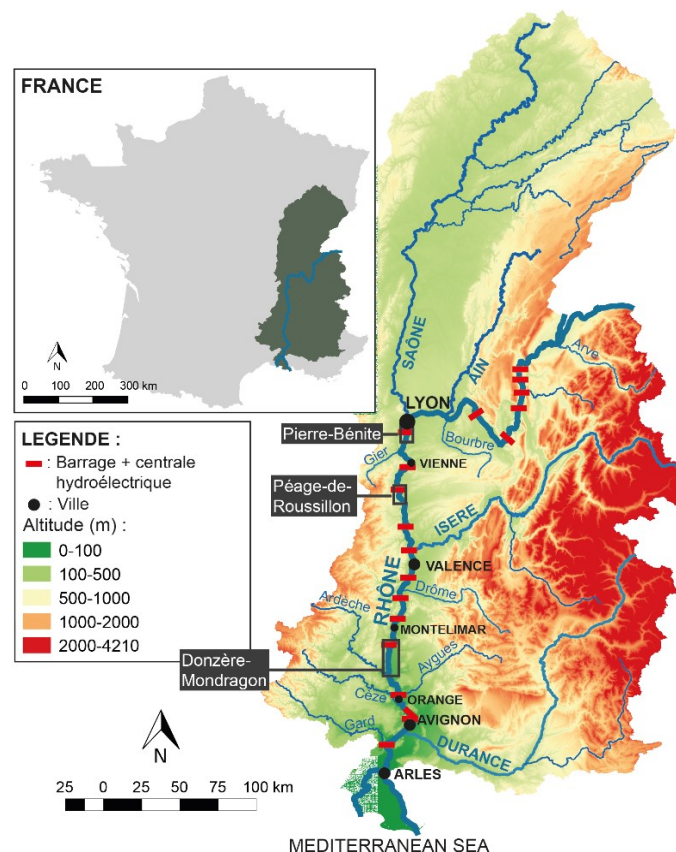 FRANCE
N
0 100 200 300 km
LEGENDE :
: Barrage + centrale
hydroélectrique
: Ville
Altitude (m) :
0-100
100-500
500-1000
1000-2000
2000-4210
SAÔNE
AIN
Arve
LYON
Pierre-Bénite
Bourbre
Gier
VIENNE
Péage-de-
Roussillon
ISERE
VALENCE
RHÔNE
Drôme
Ardèche
MONTELIMAR
Donzère-
Mondragon
Aygues
Cèze
ORANGE
Gard
AVIGNON
DURANCE
N
25 0 25 50 75 100 km
ARLES
MEDITERRANEAN SEA